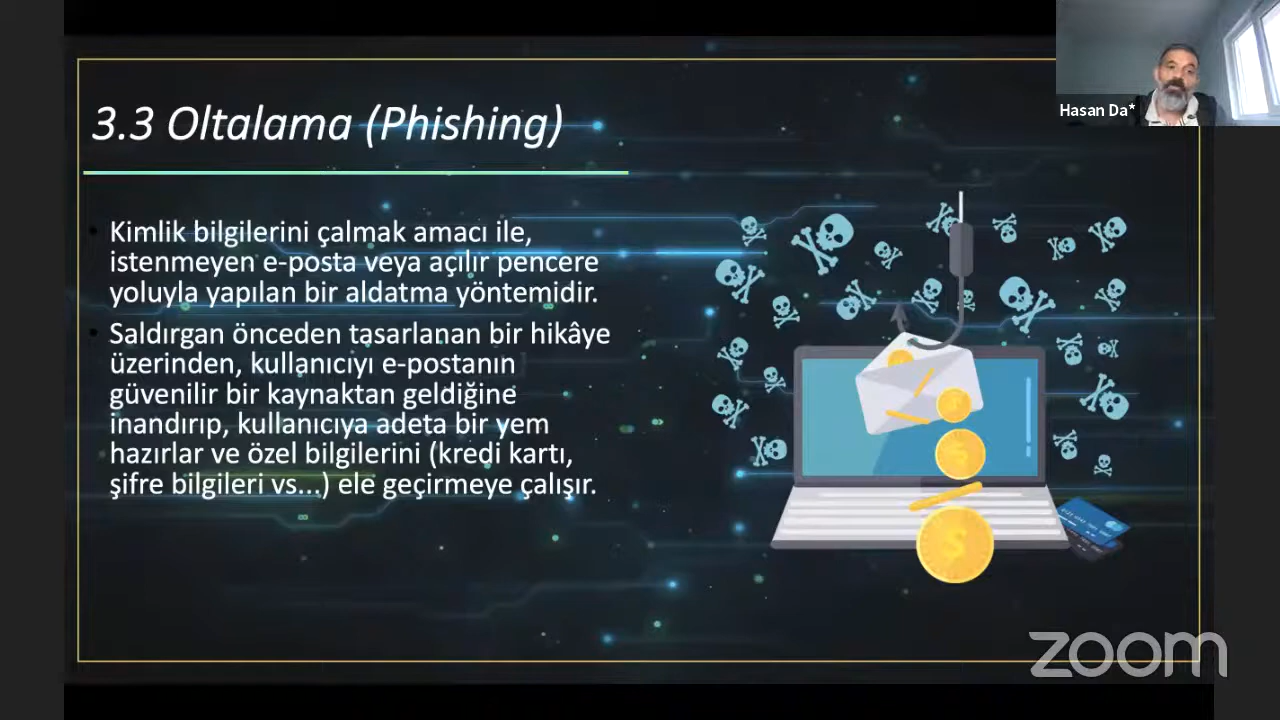 3.3 Oltalama (Phishing)
Kimlik bilgilerini çalmak amacı ile,
istenmeyen e-posta veya açılır pencere
yoluyla yapılan bir aldatma yöntemidir.
Saldırgan önceden tasarlanan bir hikâye
üzerinden, kullanıcıyı e-postanın
güvenilir bir kaynaktan geldiğine
inandırıp, kullanıcıya adeta bir yem
hazırlar ve özel bilgilerini (kredi kartı,
şifre bilgileri vs...) ele geçirmeye çalışır.
Hasan Da*
zoom